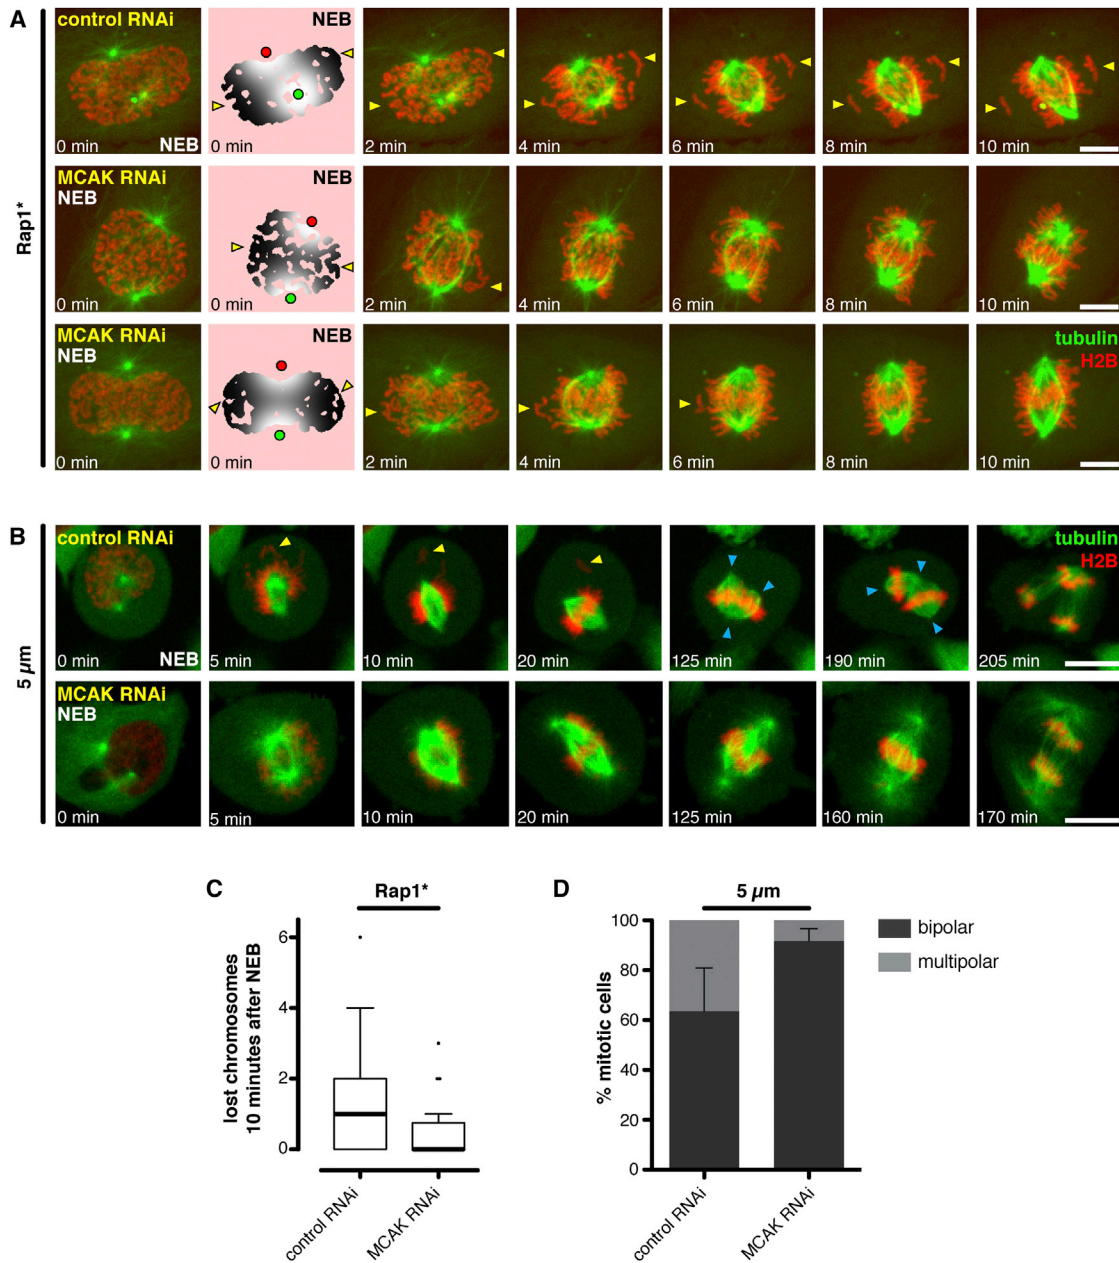 A
control RNAi
NEB
0 min
NEB
0 min
2 min
4 min
6 min
8 min
10 min
Rap1*
MCAK RNAi
NEB
NEB
0 min
0 min
2 min
4 min
6 min
8 min
10 min
MCAK RNAi
NEB
NEB
tubulin
H2B
0 min
0 min
2 min
4 min
6 min
8 min
10 min
B
control RNAi
tubulin
H2B
0 min
NEB
5 min
10 min
20 min
125 min
190 min
205 min
5 µm
MCAK RNAi
NEB
0 min
5 min
10 min
20 min
125 min
160 min
170 min
C
Rap1*
lost chromosomes
10 minutes after NEB
6
4
2
0
control RNAi
MCAK RNAi
D
5 µm
% mitotic cells
100
80
60
40
20
0
control RNAi
MCAK RNAi
bipolar
multipolar